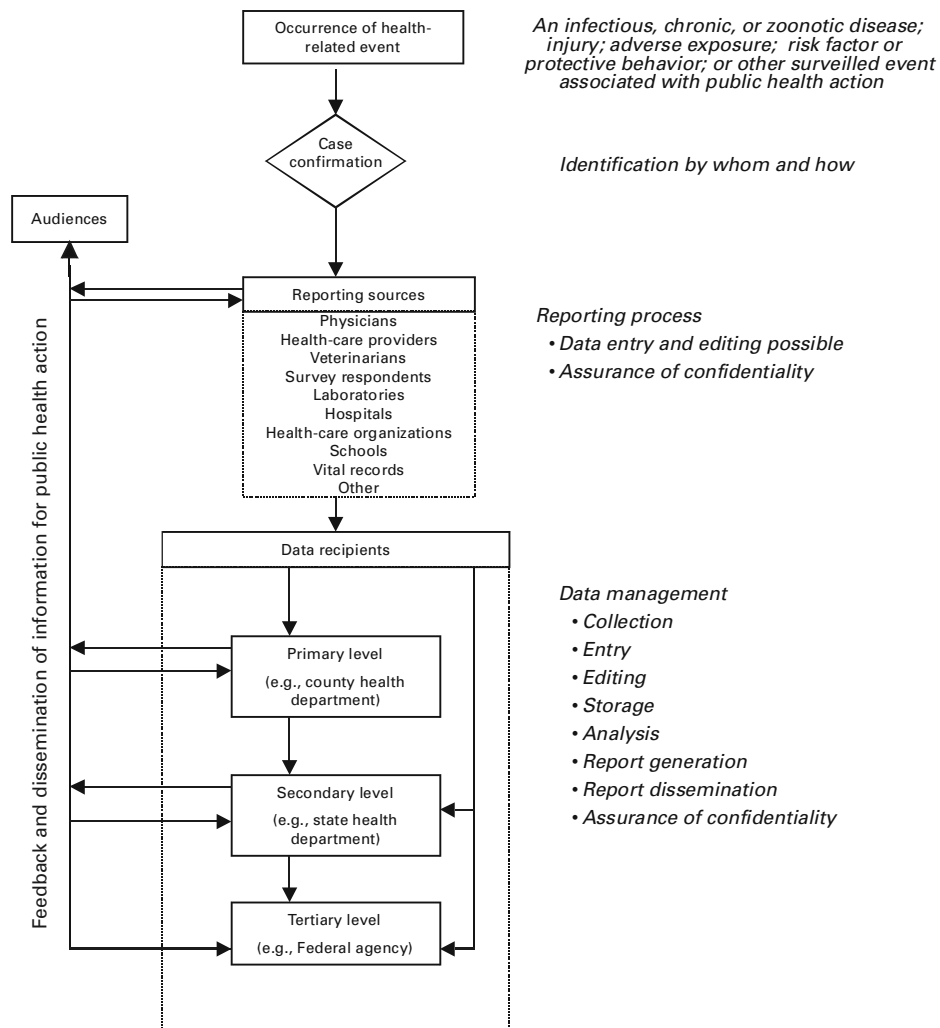 Occurrence of health-
related event
An infectious, chronic, or zoonotic disease;
injury; adverse exposure; risk factor or
protective behavior; or other surveilled event
associated with public health action
Case
confirmation
Identification by whom and how
Audiences
Feedback and dissemination of information for public health action
Reporting sources
Physicians
Health-care providers
Veterinarians
Survey respondents
Laboratories
Hospitals
Health-care organizations
Schools
Vital records
Other
Reporting process
• Data entry and editing possible
• Assurance of confidentiality
Data recipients
Primary level
(e.g., county health
department)
Secondary level
(e.g., state health
department)
Tertiary level
(e.g., Federal agency)
Data management
• Collection
• Entry
• Editing
• Storage
• Analysis
• Report generation
• Report dissemination
• Assurance of confidentiality